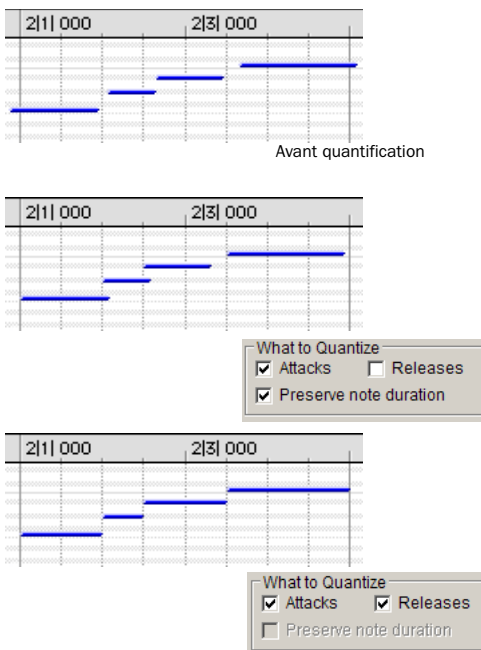 2|1| 000 2|3| 000
Avant quantification
2|1| 000 2|3| 000
What to Quantize
Attacks Releases
Preserve note duration
2|1| 000 2|3| 000
What to Quantize
Attacks Releases
Preserve note duration